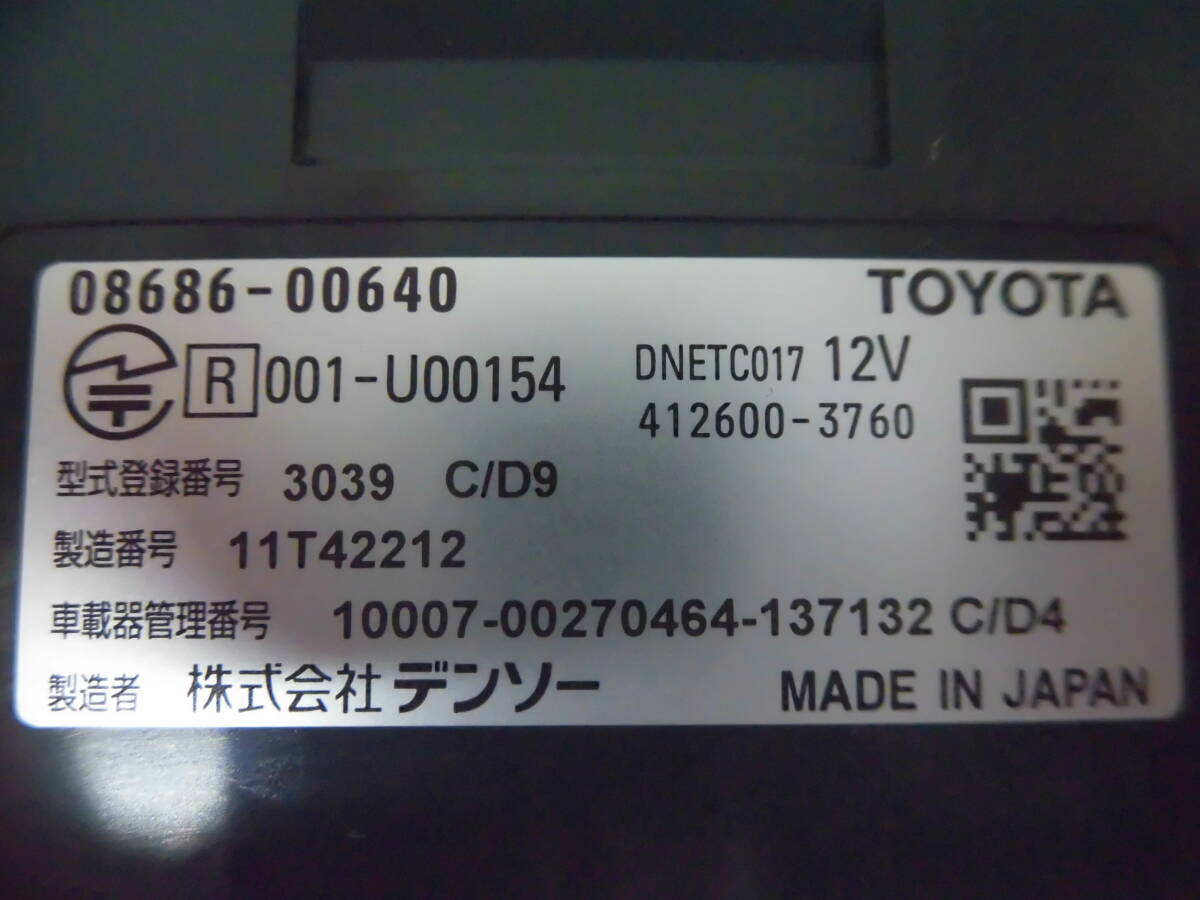 08686-00640 TOYOTA
R 001-U00154 DNETC017 12V
412600-3760
型式登録番号 3039 C/D9
製造番号 11T42212
車載器管理番号 10007-00270464-137132 C/D4
製造者 株式会社デンソー MADE IN JAPAN